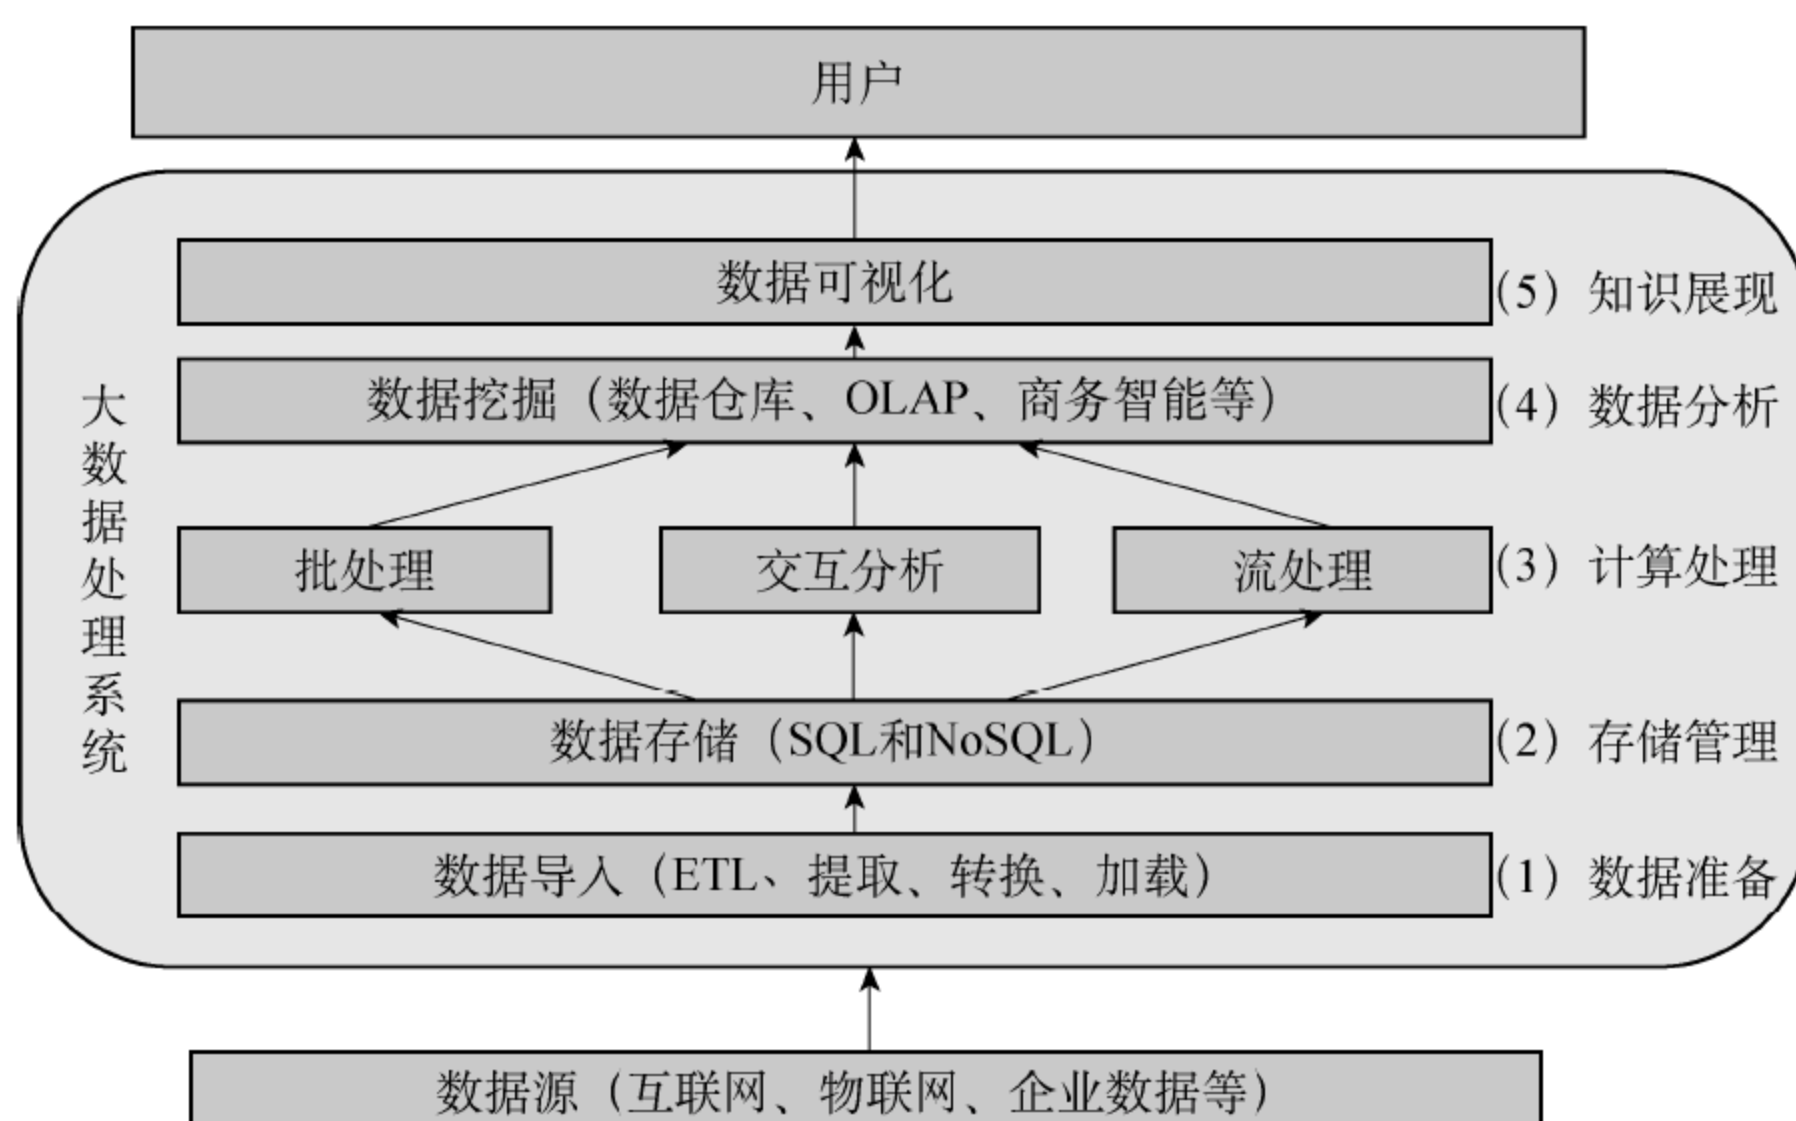 用户
数据可视化
(5) 知识展现
数据挖掘（数据仓库、OLAP、商务智能等）
(4) 数据分析
大数据处理系统
批处理
交互分析
流处理
(3) 计算处理
数据存储（SQL和NoSQL）
(2) 存储管理
数据导入（ETL、提取、转换、加载）
(1) 数据准备
数据源（互联网、物联网、企业数据等）